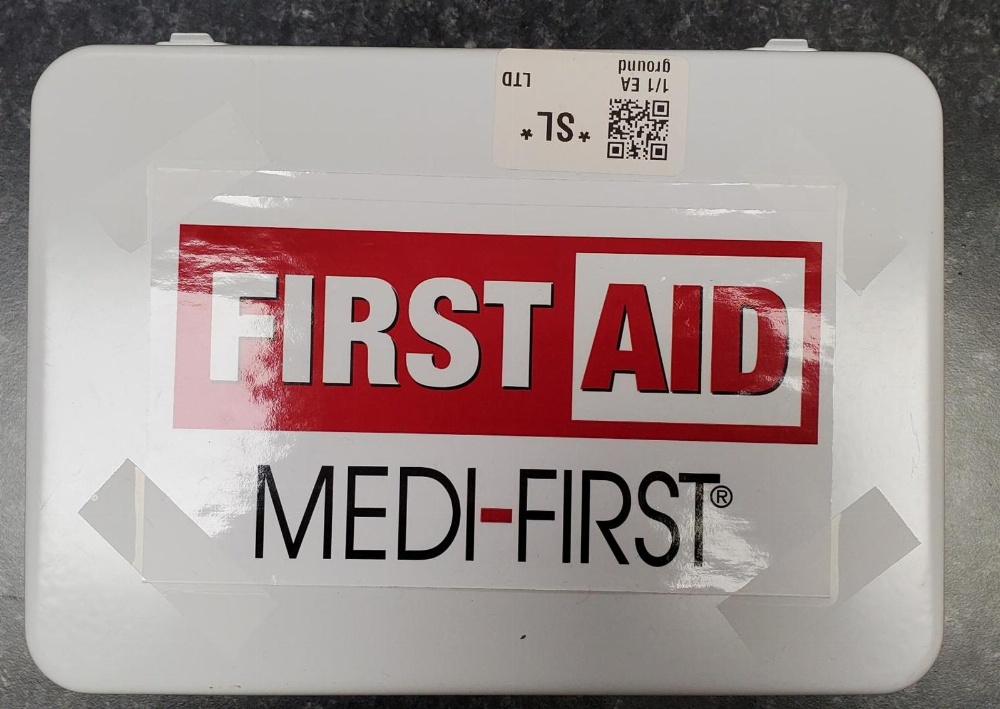 ground
1/1 EA
LTD
*SL*
FIRST AID
MEDI-FIRST®